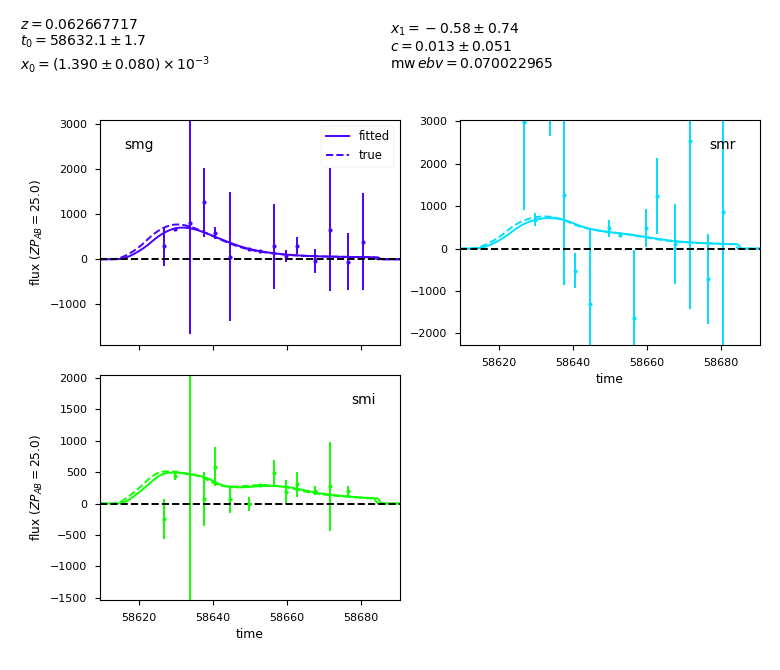 z = 0.062667717
t₀ = 58632.1 ± 1.7
x₀ = (1.390 ± 0.080) × 10⁻³
x₁ = −0.58 ± 0.74
c = 0.013 ± 0.051
mw ebv = 0.070022965
smg
fitted
true
3000
2000
1000
0
−1000
flux (ZP_AB = 25.0)
smr
3000
2000
1000
0
−1000
−2000
58620 58640 58660 58680
time
smi
2000
1500
1000
500
0
−500
−1000
−1500
flux (ZP_AB = 25.0)
58620 58640 58660 58680
time